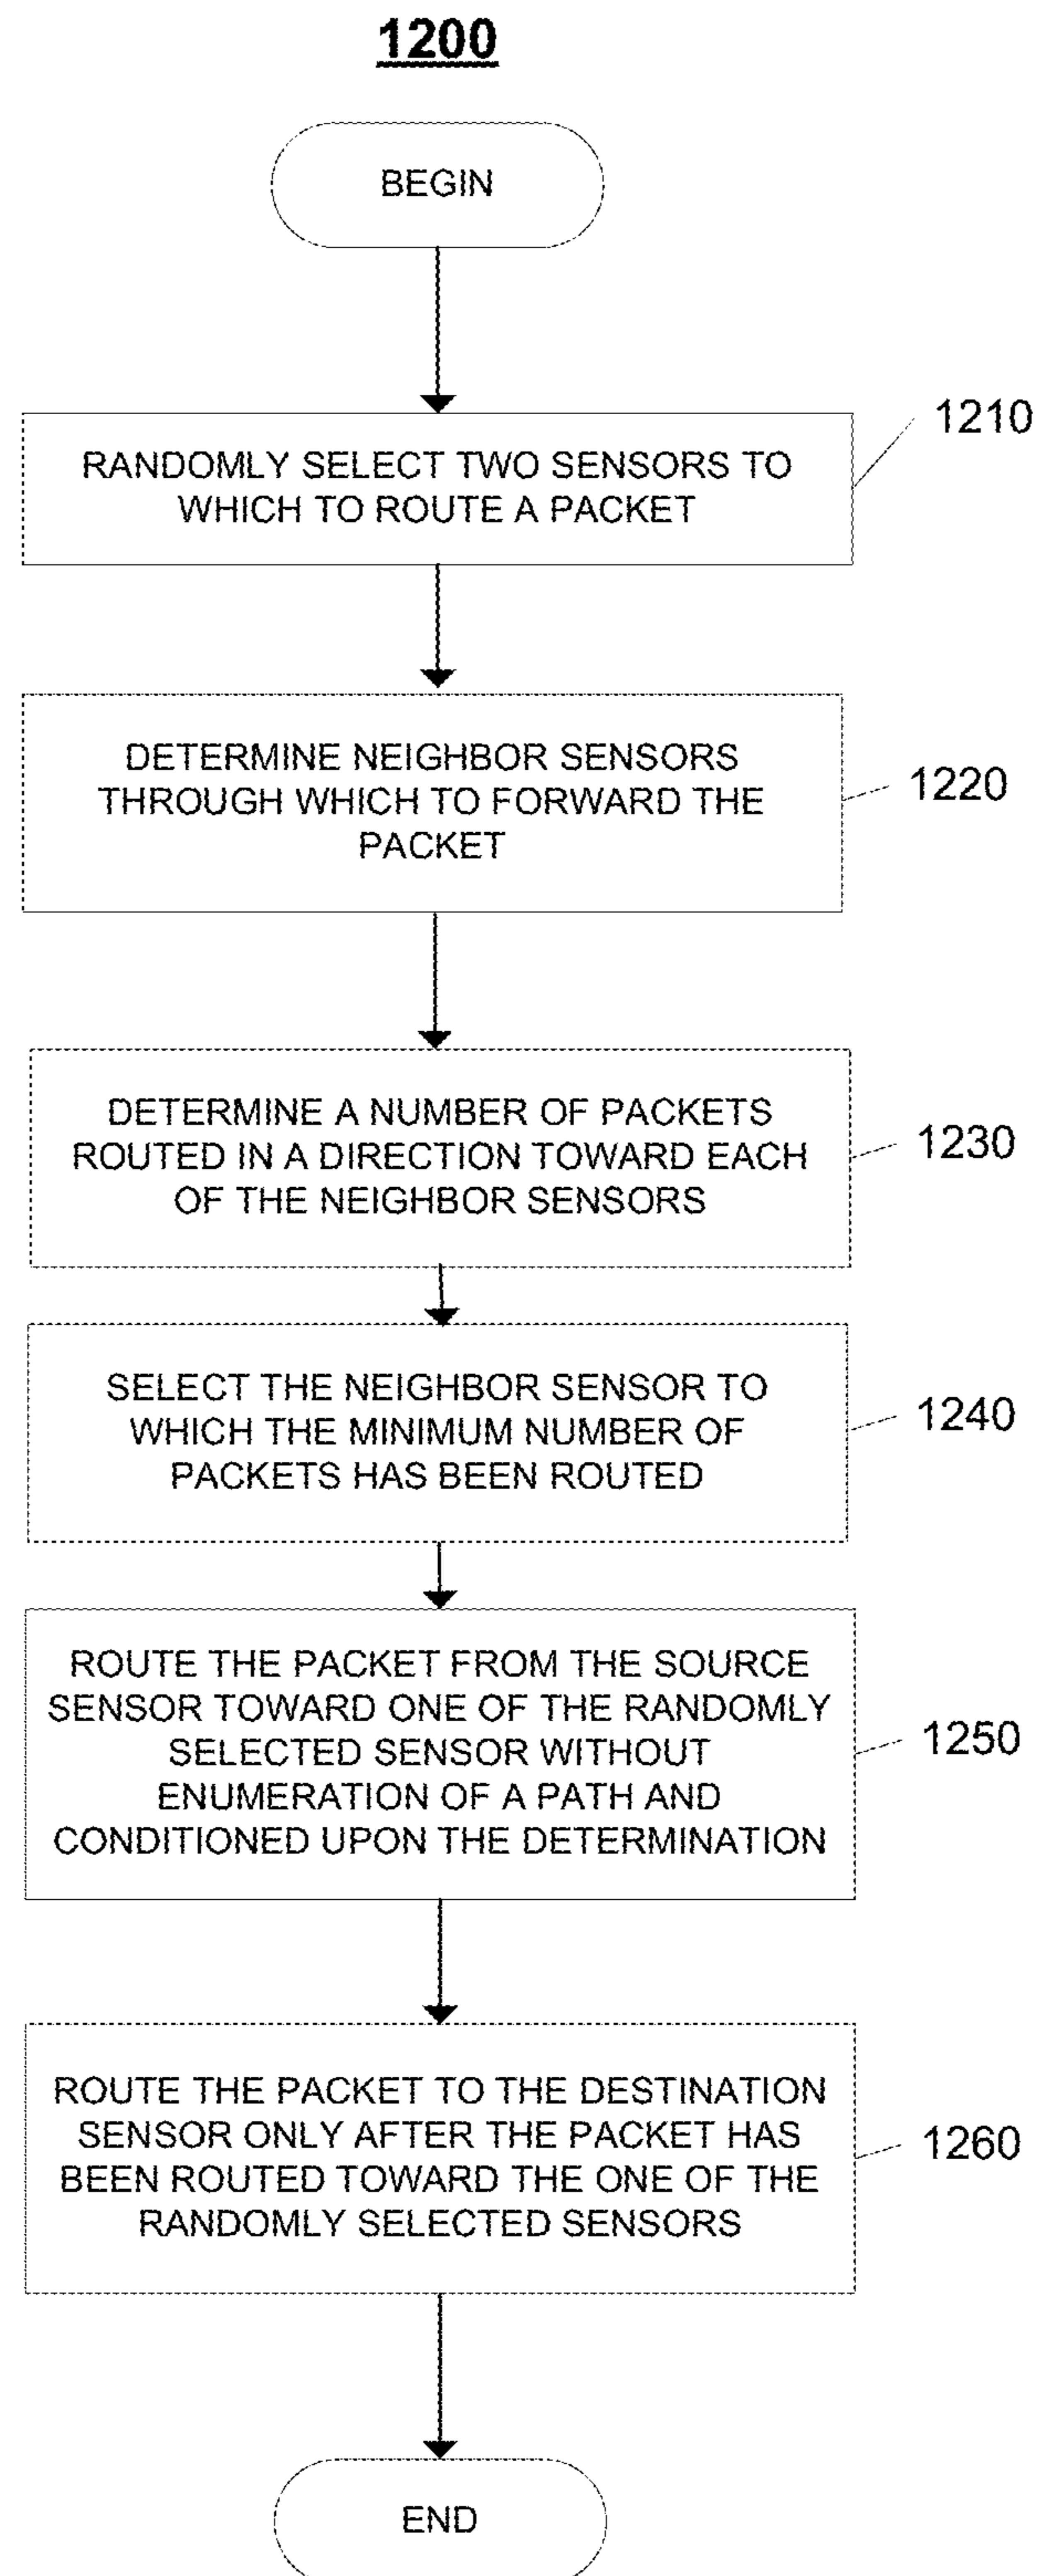 1200
BEGIN
RANDOMLY SELECT TWO SENSORS TO
WHICH TO ROUTE A PACKET
1210
DETERMINE NEIGHBOR SENSORS
THROUGH WHICH TO FORWARD THE
PACKET
1220
DETERMINE A NUMBER OF PACKETS
ROUTED IN A DIRECTION TOWARD EACH
OF THE NEIGHBOR SENSORS
1230
SELECT THE NEIGHBOR SENSOR TO
WHICH THE MINIMUM NUMBER OF
PACKETS HAS BEEN ROUTED
1240
ROUTE THE PACKET FROM THE SOURCE
SENSOR TOWARD ONE OF THE RANDOMLY
SELECTED SENSOR WITHOUT
ENUMERATION OF A PATH AND
CONDITIONED UPON THE DETERMINATION
1250
ROUTE THE PACKET TO THE DESTINATION
SENSOR ONLY AFTER THE PACKET HAS
BEEN ROUTED TOWARD THE ONE OF THE
RANDOMLY SELECTED SENSORS
1260
END